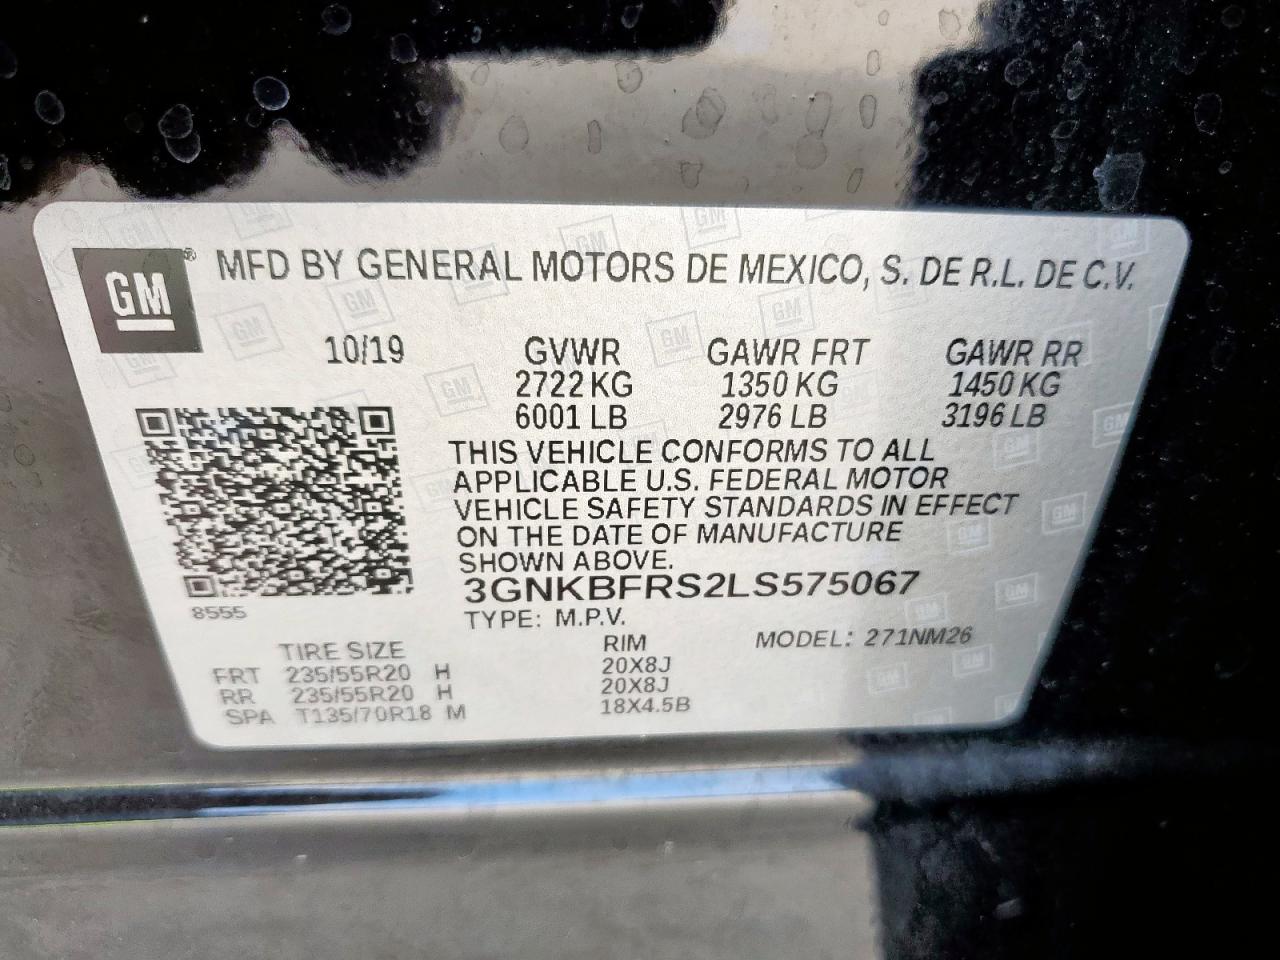 GM ® MFD BY GENERAL MOTORS DE MEXICO, S. DE R.L. DE C.V.
10/19 GVWR GAWR FRT GAWR RR
2722 KG 1350 KG 1450 KG
6001 LB 2976 LB 3196 LB
THIS VEHICLE CONFORMS TO ALL
APPLICABLE U.S. FEDERAL MOTOR
VEHICLE SAFETY STANDARDS IN EFFECT
ON THE DATE OF MANUFACTURE
SHOWN ABOVE.
3GNKBFRS2LS575067
8555
TYPE: M.P.V.
TIRE SIZE RIM MODEL: 271NM26
FRT 235/55R20 H 20X8J
RR 235/55R20 H 20X8J
SPA T135/70R18 M 18X4.5B